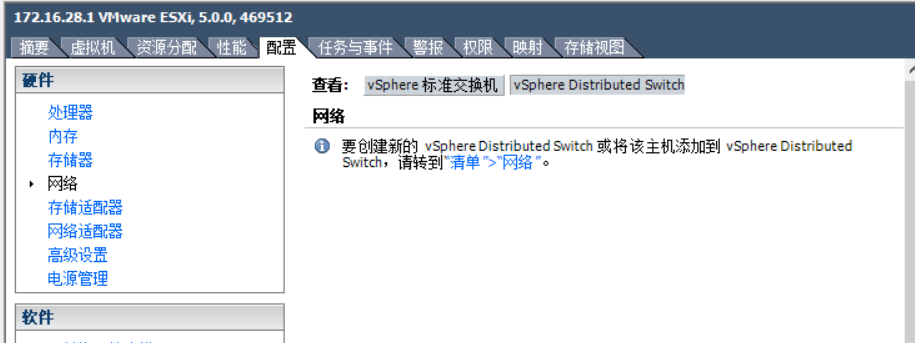 172.16.28.1 VMware ESXi, 5.0.0, 469512
摘要 虚拟机 资源分配 性能 配置 任务与事件 警报 权限 映射 存储视图
硬件
处理器
内存
存储器
网络
存储适配器
网络适配器
高级设置
电源管理
软件
查看: vSphere 标准交换机 vSphere Distributed Switch
网络
要创建新的 vSphere Distributed Switch 或将该主机添加到 vSphere Distributed
Switch，请转到“清单”>“网络”。